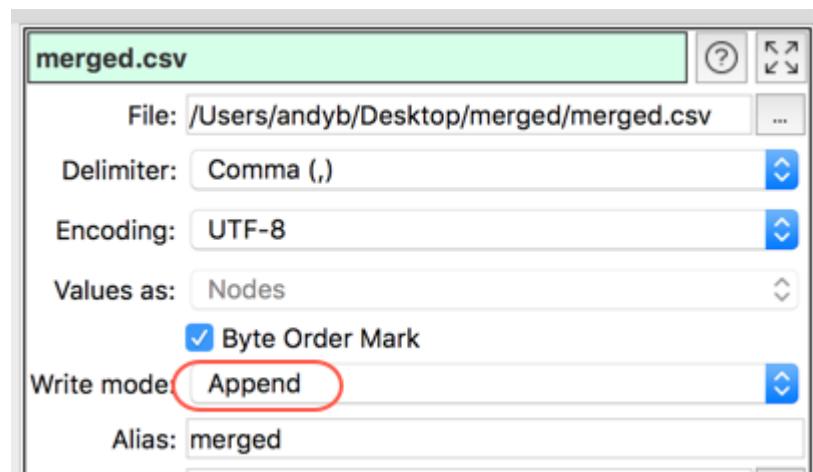 merged.csv
File: /Users/andyb/Desktop/merged/merged.csv ...
Delimiter: Comma (,)
Encoding: UTF-8
Values as: Nodes
Byte Order Mark
Write mode: Append
Alias: merged